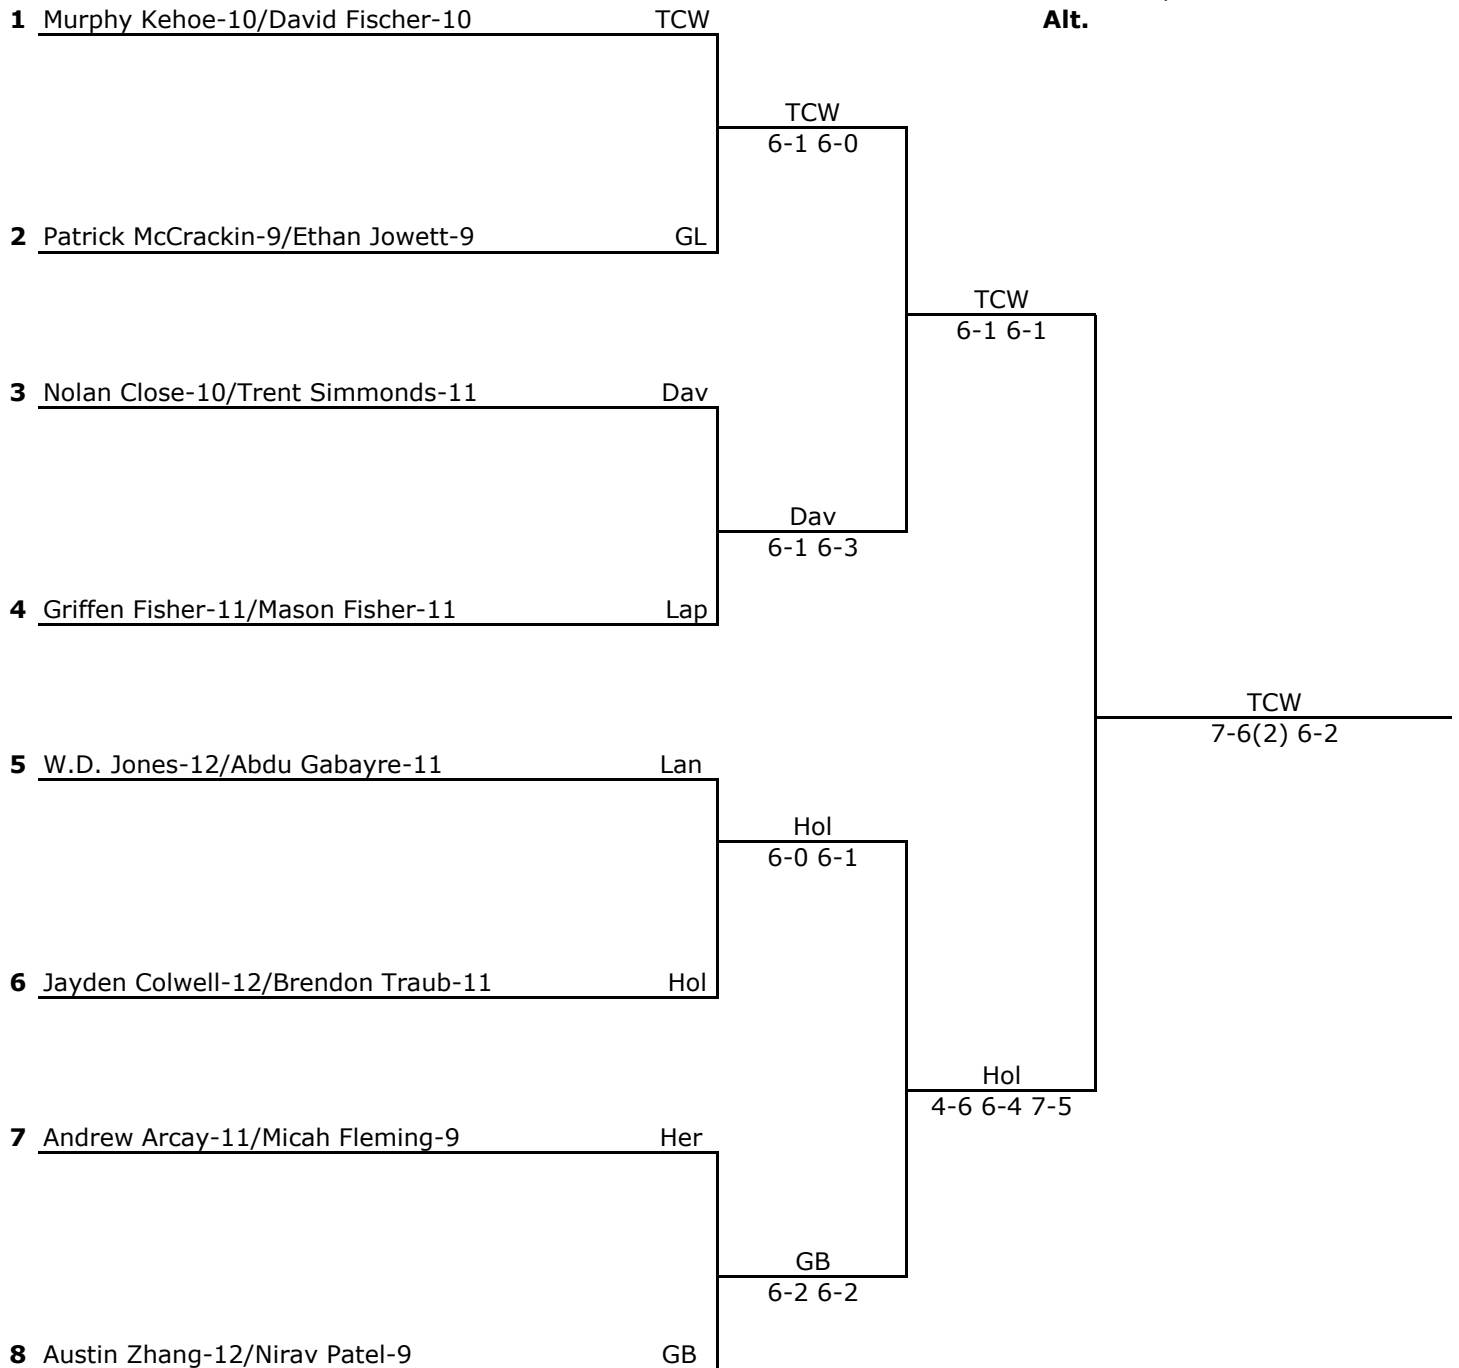 1 Murphy Kehoe-10/David Fischer-10 TCW Alt.
TCW
6-1 6-0
2 Patrick McCrackin-9/Ethan Jowett-9 GL
TCW
6-1 6-1
3 Nolan Close-10/Trent Simmonds-11 Dav
Dav
6-1 6-3
4 Griffen Fisher-11/Mason Fisher-11 Lap
TCW
7-6(2) 6-2
5 W.D. Jones-12/Abdu Gabayre-11 Lan
Hol
6-0 6-1
6 Jayden Colwell-12/Brendon Traub-11 Hol
Hol
4-6 6-4 7-5
7 Andrew Arcay-11/Micah Fleming-9 Her
GB
6-2 6-2
8 Austin Zhang-12/Nirav Patel-9 GB